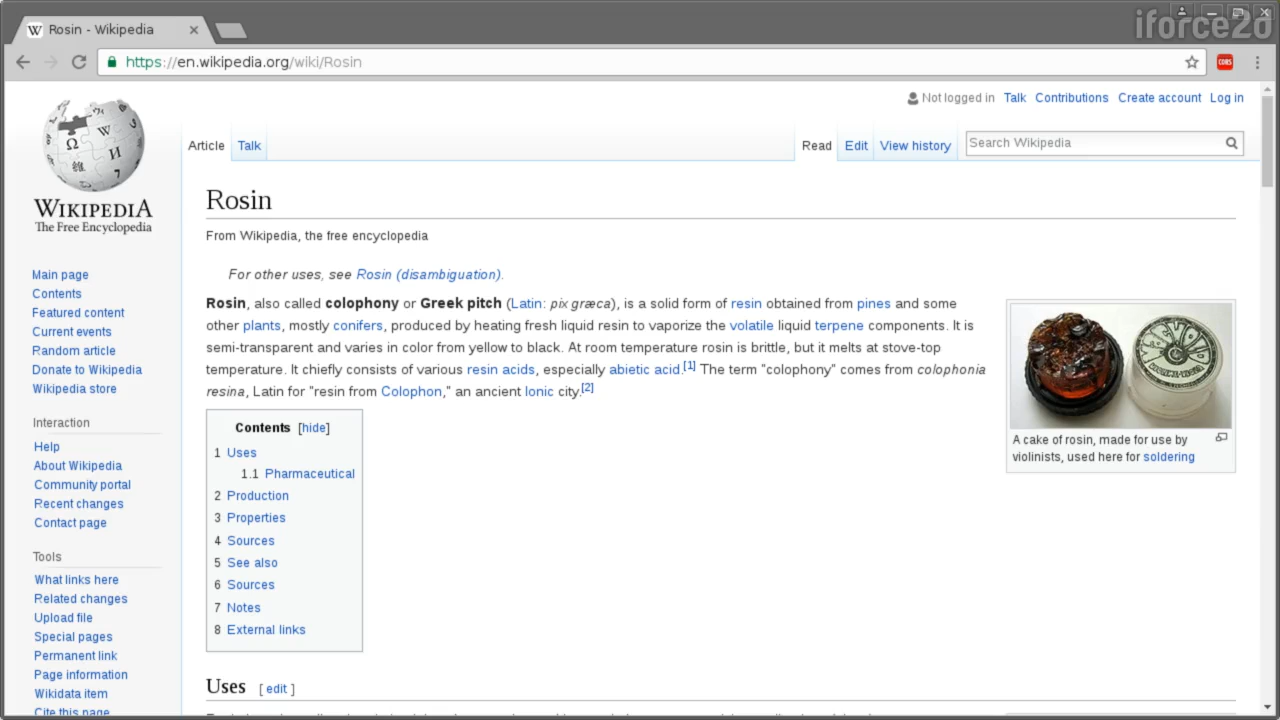 iforce2d
Rosin - Wikipedia
https://en.wikipedia.org/wiki/Rosin
CORS
Not logged in Talk Contributions Create account Log in
Article Talk Read Edit View history Search Wikipedia
WIKIPEDIA
The Free Encyclopedia
Main page
Contents
Featured content
Current events
Random article
Donate to Wikipedia
Wikipedia store
Interaction
Help
About Wikipedia
Community portal
Recent changes
Contact page
Tools
What links here
Related changes
Upload file
Special pages
Permanent link
Page information
Wikidata item
Cite this page
Rosin
From Wikipedia, the free encyclopedia
For other uses, see Rosin (disambiguation).
Rosin, also called colophony or Greek pitch (Latin: pix græca), is a solid form of resin obtained from pines and some
other plants, mostly conifers, produced by heating fresh liquid resin to vaporize the volatile liquid terpene components. It is
semi-transparent and varies in color from yellow to black. At room temperature rosin is brittle, but it melts at stove-top
temperature. It chiefly consists of various resin acids, especially abietic acid.[1] The term "colophony" comes from colophonia
resina, Latin for "resin from Colophon," an ancient Ionic city.[2]
A cake of rosin, made for use by
violinists, used here for soldering
Contents [hide]
1 Uses
1.1 Pharmaceutical
2 Production
3 Properties
4 Sources
5 See also
6 Sources
7 Notes
8 External links
Uses [ edit ]